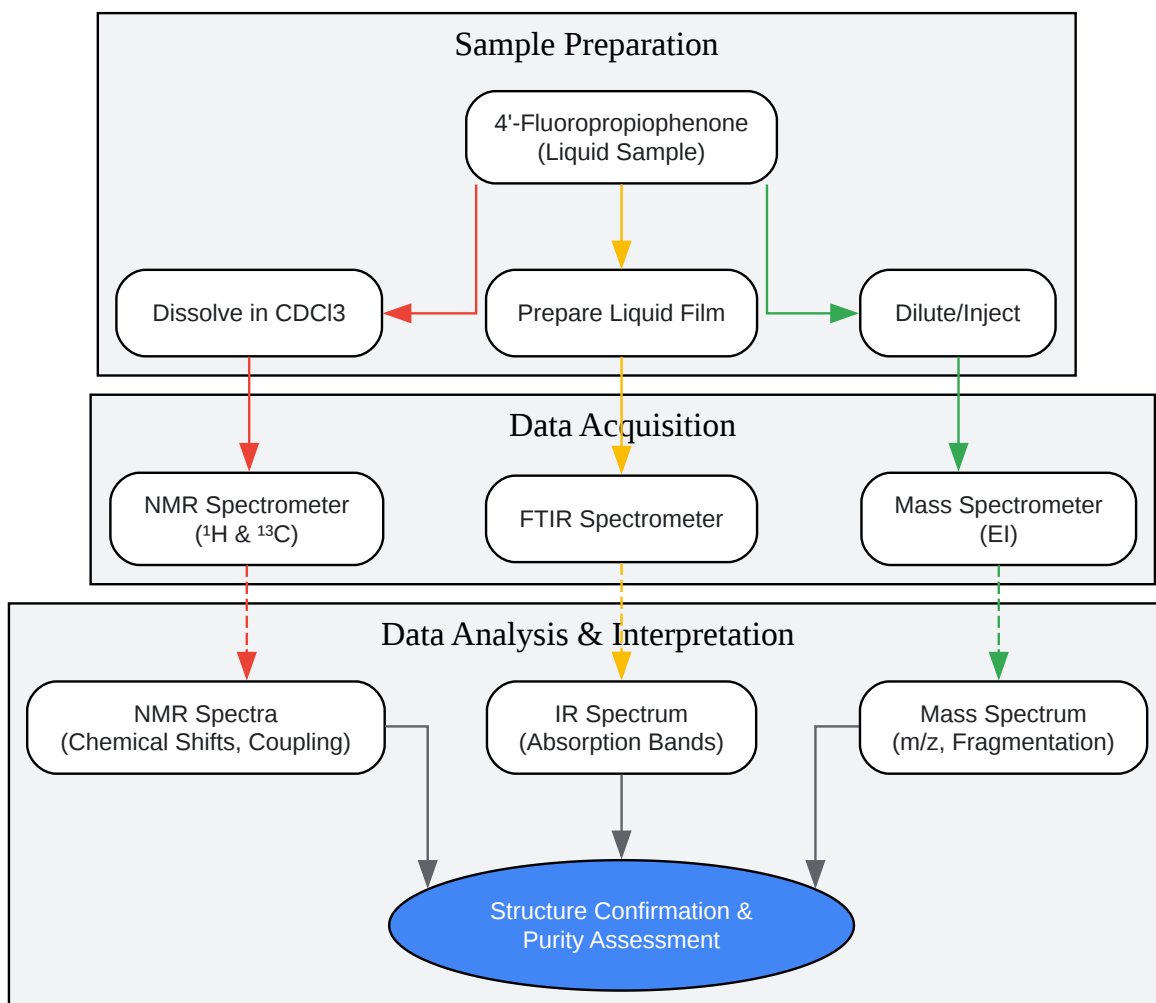 Sample Preparation
4'-Fluoropropiophenone
(Liquid Sample)
Dissolve in CDCl3
Prepare Liquid Film
Dilute/Inject
Data Acquisition
NMR Spectrometer
(¹H & ¹³C)
FTIR Spectrometer
Mass Spectrometer
(EI)
Data Analysis & Interpretation
NMR Spectra
(Chemical Shifts, Coupling)
IR Spectrum
(Absorption Bands)
Mass Spectrum
(m/z, Fragmentation)
Structure Confirmation &
Purity Assessment